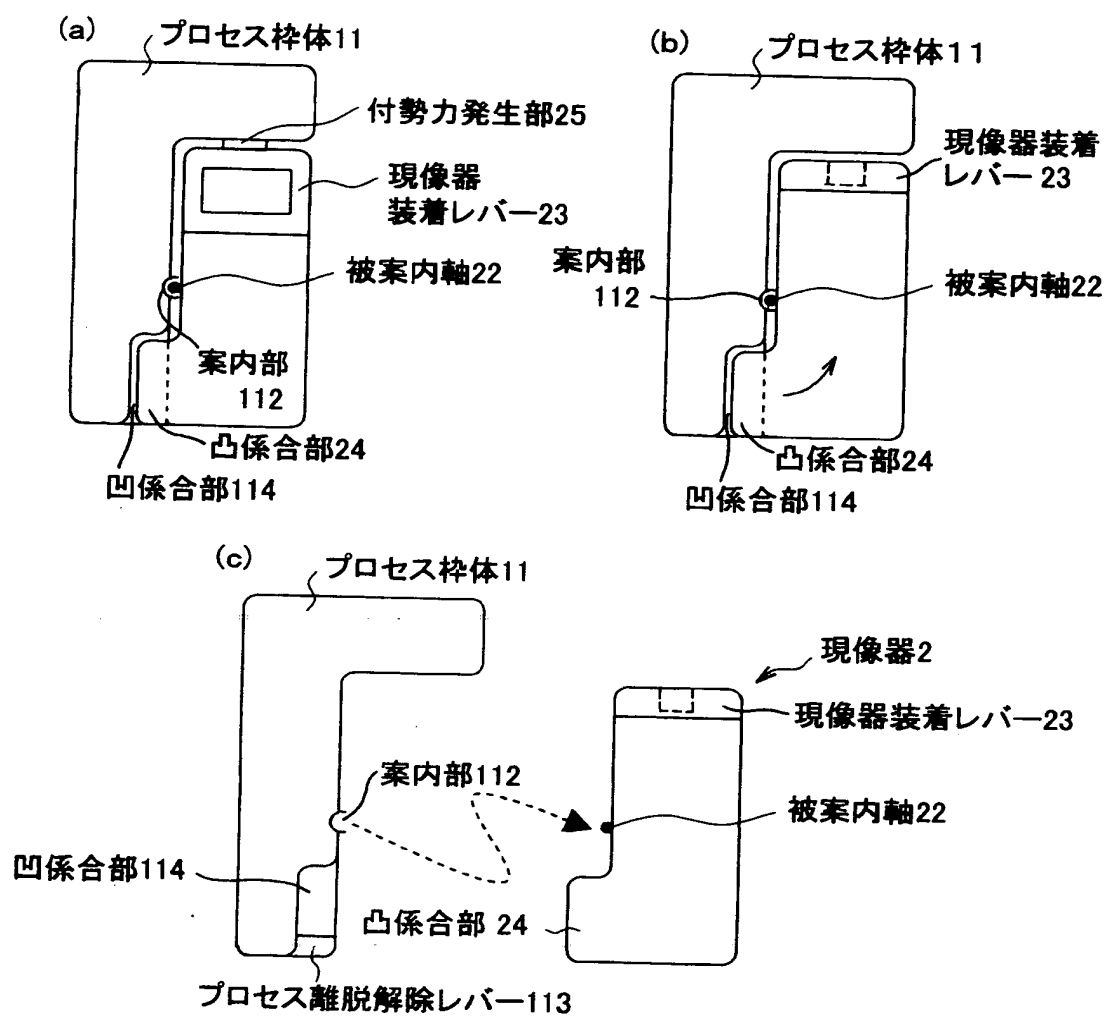 (a)
プロセス枠体11
付勢力発生部25
現像器
装着レバー23
被案内軸22
案内部
112
凸係合部24
凹係合部114
(b)
プロセス枠体11
現像器装着
レバー23
案内部
112
被案内軸22
凸係合部24
凹係合部114
(c)
プロセス枠体11
現像器2
現像器装着レバー23
案内部112
被案内軸22
凹係合部114
凸係合部 24
プロセス離脱解除レバー113